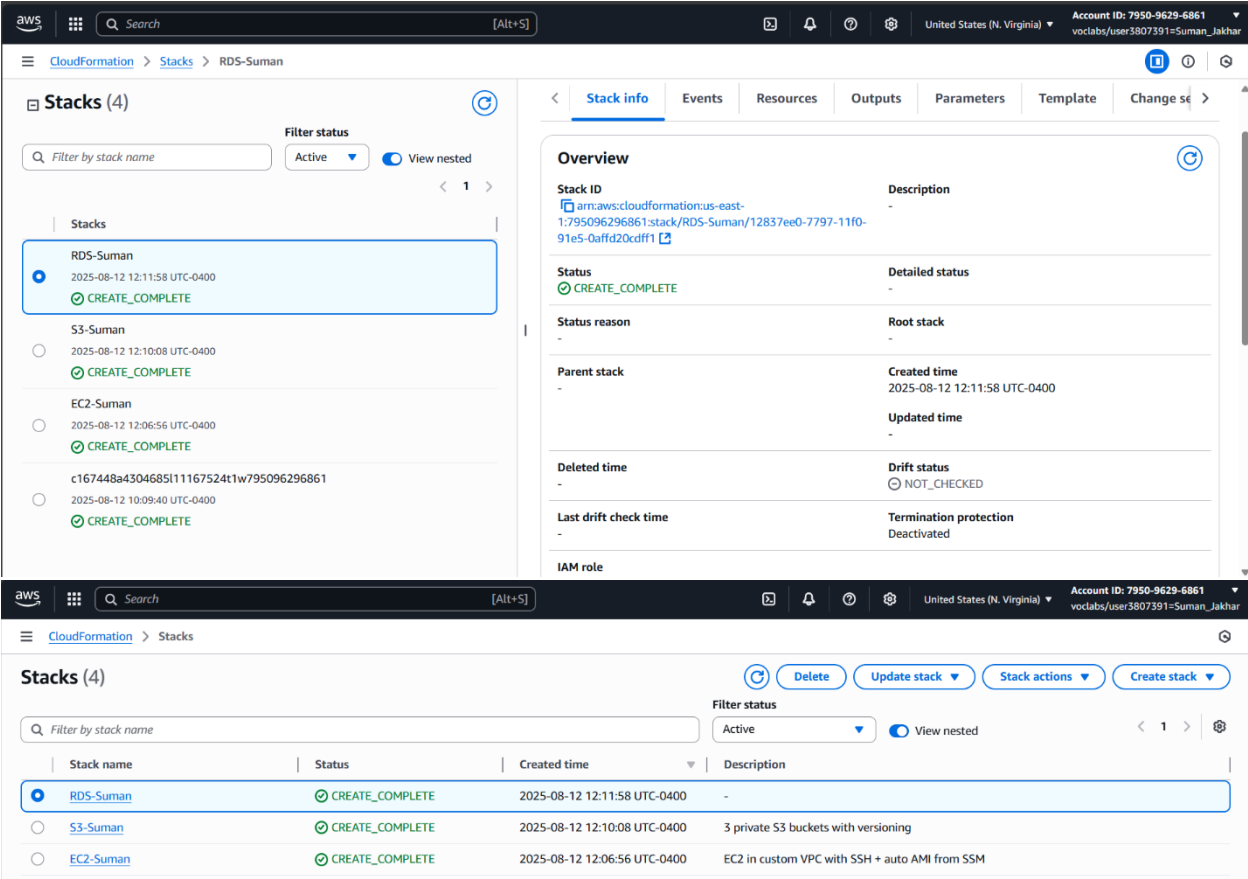 aws Search [Alt+S] United States (N. Virginia) Account ID: 7950-9629-6861
voclabs/user3807391=Suman_Jakhar
CloudFormation > Stacks > RDS-Suman
Stacks (4)
Filter status
Filter by stack name Active View nested
1
Stacks
RDS-Suman
2025-08-12 12:11:58 UTC-0400
CREATE_COMPLETE
S3-Suman
2025-08-12 12:10:08 UTC-0400
CREATE_COMPLETE
EC2-Suman
2025-08-12 12:06:56 UTC-0400
CREATE_COMPLETE
c167448a4304685l11167524t1w795096296861
2025-08-12 10:09:40 UTC-0400
CREATE_COMPLETE
Stack info Events Resources Outputs Parameters Template Change se
Overview
Stack ID
arn:aws:cloudformation:us-east-
1:795096296861:stack/RDS-Suman/12837ee0-7797-11f0-
91e5-0affd20cdff1
Description
-
Status
CREATE_COMPLETE
Detailed status
-
Status reason
-
Root stack
-
Parent stack
-
Created time
2025-08-12 12:11:58 UTC-0400
Updated time
-
Deleted time
-
Drift status
NOT_CHECKED
Last drift check time
-
Termination protection
Deactivated
IAM role
aws Search [Alt+S] United States (N. Virginia) Account ID: 7950-9629-6861
voclabs/user3807391=Suman_Jakhar
CloudFormation > Stacks
Stacks (4) Delete Update stack Stack actions Create stack
Filter status
Filter by stack name Active View nested 1
Stack name Status Created time Description
RDS-Suman CREATE_COMPLETE 2025-08-12 12:11:58 UTC-0400 -
S3-Suman CREATE_COMPLETE 2025-08-12 12:10:08 UTC-0400 3 private S3 buckets with versioning
EC2-Suman CREATE_COMPLETE 2025-08-12 12:06:56 UTC-0400 EC2 in custom VPC with SSH + auto AMI from SSM